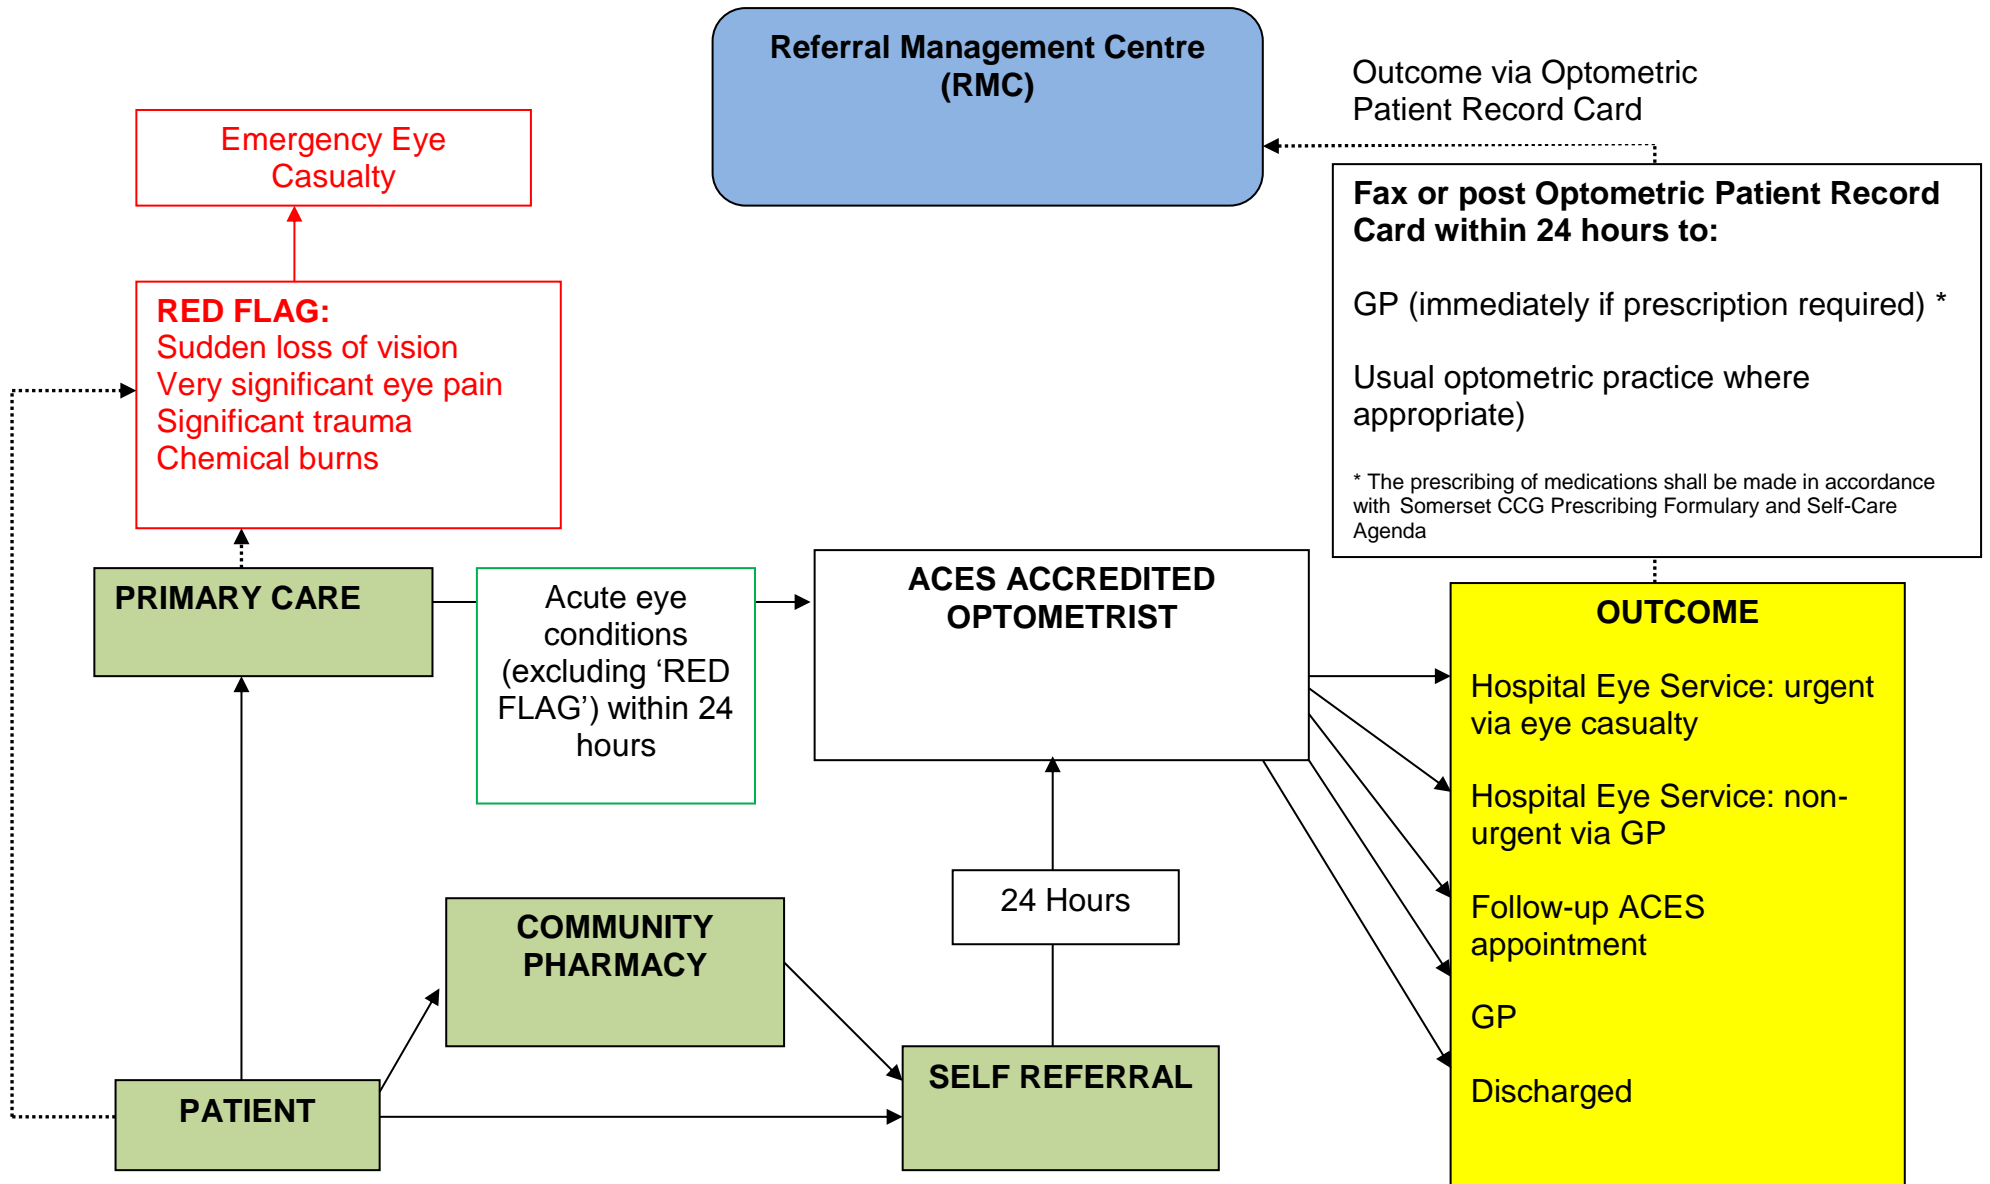 Referral Management Centre
(RMC)
Outcome via Optometric
Patient Record Card
Emergency Eye
Casualty
Fax or post Optometric Patient Record
Card within 24 hours to:
GP (immediately if prescription required) *
Usual optometric practice where
appropriate)
* The prescribing of medications shall be made in accordance
with Somerset CCG Prescribing Formulary and Self-Care
Agenda
RED FLAG:
Sudden loss of vision
Very significant eye pain
Significant trauma
Chemical burns
PRIMARY CARE
Acute eye
conditions
(excluding ‘RED
FLAG’) within 24
hours
ACES ACCREDITED
OPTOMETRIST
OUTCOME
Hospital Eye Service: urgent
via eye casualty
Hospital Eye Service: non-
urgent via GP
Follow-up ACES
appointment
GP
Discharged
24 Hours
COMMUNITY
PHARMACY
SELF REFERRAL
PATIENT